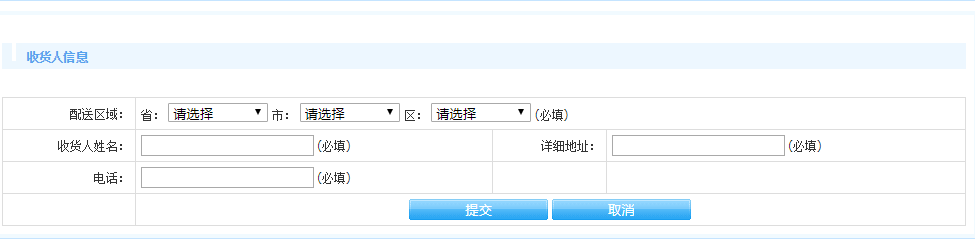 收货人信息
配送区域： 省： 请选择 市： 请选择 区： 请选择 (必填)
收货人姓名： (必填) 详细地址： (必填)
电话： (必填)
提交 取消